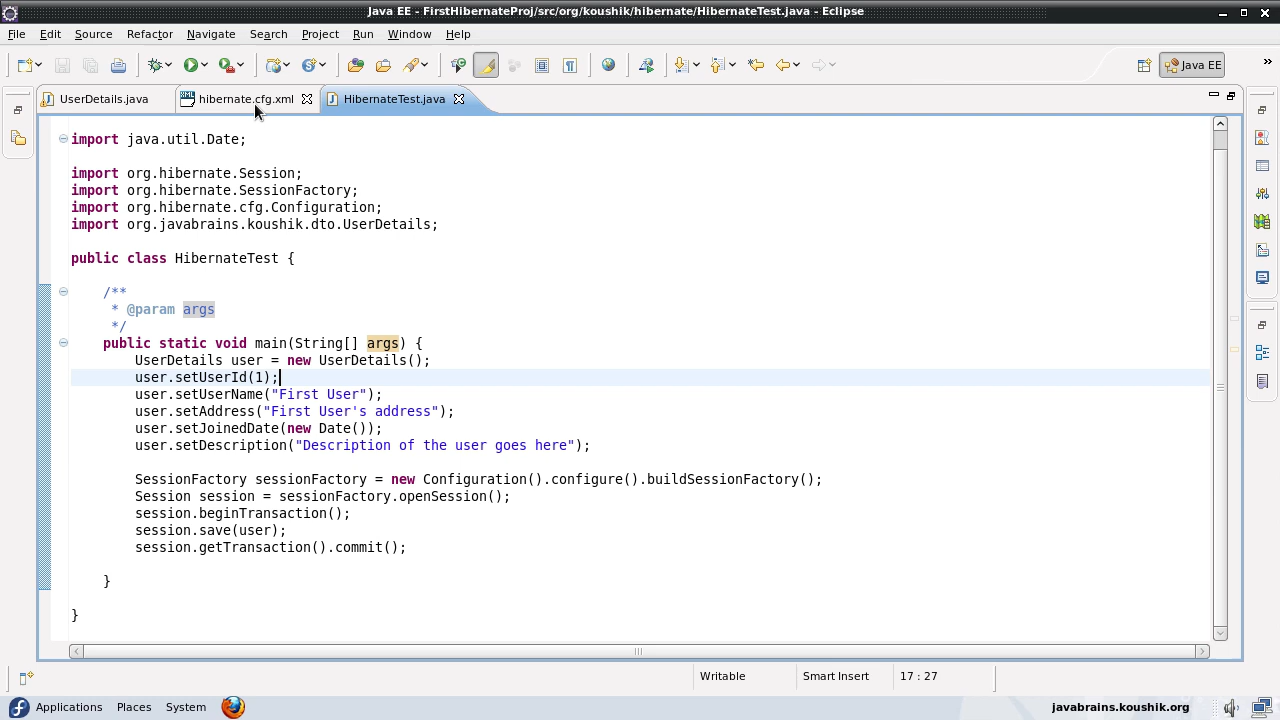 Java EE - FirstHibernateProj/src/org/koushik/hibernate/HibernateTest.java - Eclipse
File Edit Source Refactor Navigate Search Project Run Window Help
Java EE
UserDetails.java hibernate.cfg.xml HibernateTest.java
import java.util.Date;
import org.hibernate.Session;
import org.hibernate.SessionFactory;
import org.hibernate.cfg.Configuration;
import org.javabrains.koushik.dto.UserDetails;
public class HibernateTest {
/**
* @param args
*/
public static void main(String[] args) {
UserDetails user = new UserDetails();
user.setUserId(1);
user.setUserName("First User");
user.setAddress("First User's address");
user.setJoinedDate(new Date());
user.setDescription("Description of the user goes here");
SessionFactory sessionFactory = new Configuration().configure().buildSessionFactory();
Session session = sessionFactory.openSession();
session.beginTransaction();
session.save(user);
session.getTransaction().commit();
}
}
Writable Smart Insert 17 : 27
Applications Places System javabrains.koushik.org